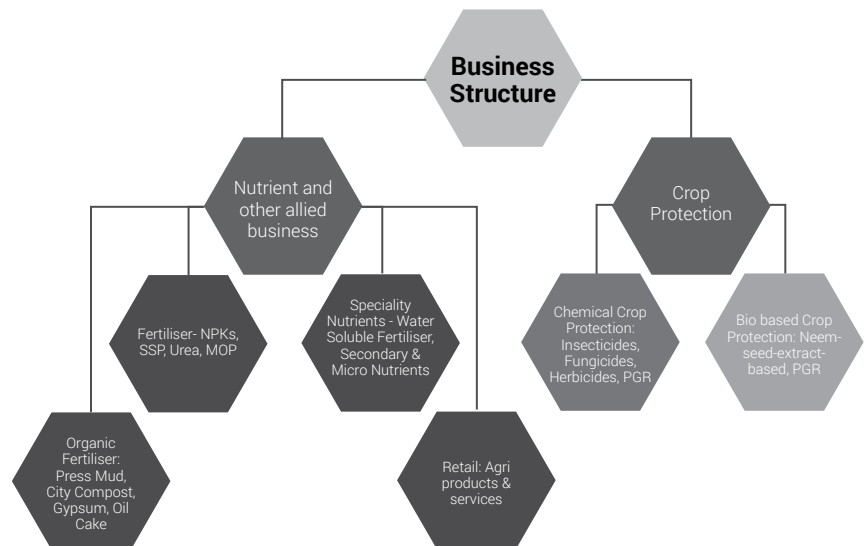 Business
Structure
Nutrient and
other allied
business
Crop
Protection
Fertiliser- NPKs,
SSP, Urea, MOP
Speciality
Nutrients - Water
Soluble Fertiliser,
Secondary &
Micro Nutrients
Chemical Crop
Protection:
Insecticides,
Fungicides,
Herbicides, PGR
Bio based Crop
Protection: Neem-
seed-extract-
based, PGR
Organic
Fertiliser:
Press Mud,
City Compost,
Gypsum, Oil
Cake
Retail: Agri
products &
services